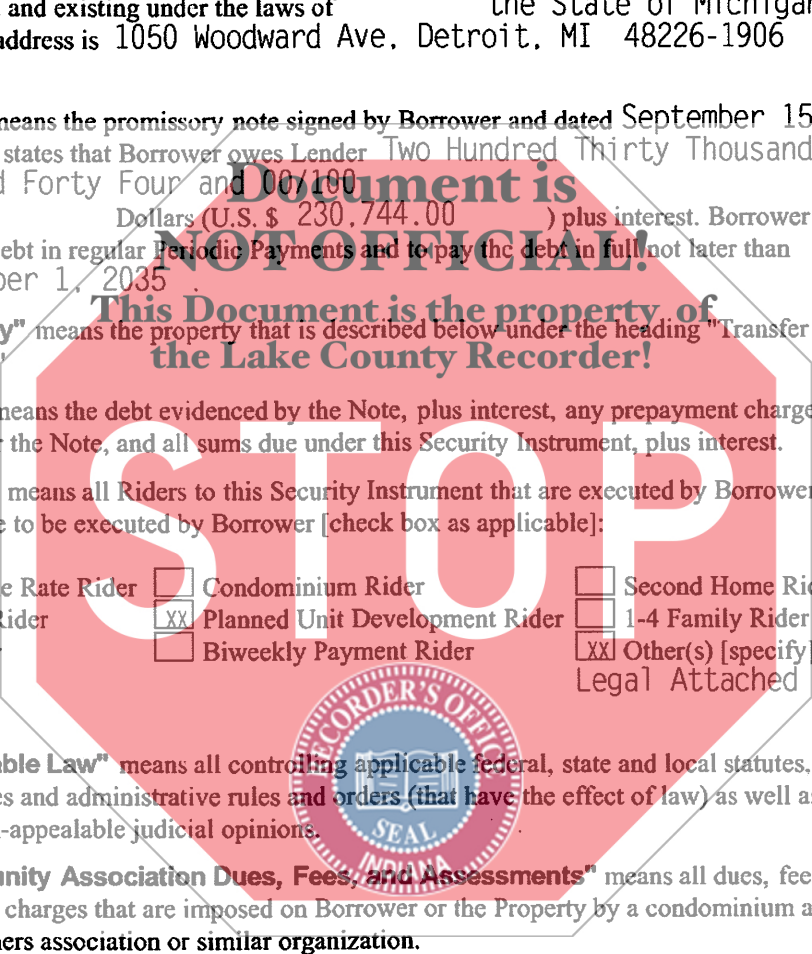 and existing under the laws of the State of Michigan
address is 1050 Woodward Ave, Detroit, MI 48226-1906
means the promissory note signed by Borrower and dated September 15
states that Borrower owes Lender Two Hundred Thirty Thousand
d Forty Four and 00/100
Document is
Dollars (U.S. $ 230,744.00 ) plus interest. Borrower
ebt in regular Periodic Payments and to pay the debt in full not later than
NOT OFFICIAL!
ber 1, 2035 .
This Document is the property of
y" means the property that is described below under the heading "Transfer
the Lake County Recorder!
means the debt evidenced by the Note, plus interest, any prepayment charge
r the Note, and all sums due under this Security Instrument, plus interest.
STOP
means all Riders to this Security Instrument that are executed by Borrower
e to be executed by Borrower [check box as applicable]:
e Rate Rider Condominium Rider Second Home Rid
Rider XX Planned Unit Development Rider 1-4 Family Rider
r Biweekly Payment Rider XX Other(s) [specify]
Legal Attached
RECORDER'S OFFICE
SEAL
INDIANA
ble Law" means all controlling applicable federal, state and local statutes,
es and administrative rules and orders (that have the effect of law) as well as
-appealable judicial opinions.
unity Association Dues, Fees, and Assessments" means all dues, fee
charges that are imposed on Borrower or the Property by a condominium a
ners association or similar organization.